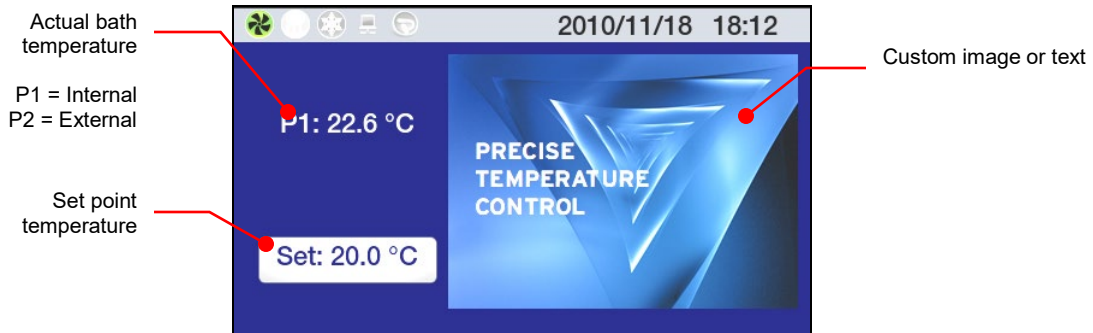 Actual bath
temperature
P1 = Internal
P2 = External
Set point
temperature
2010/11/18 18:12
P1: 22.6 °C
Set: 20.0 °C
PRECISE
TEMPERATURE
CONTROL
Custom image or text